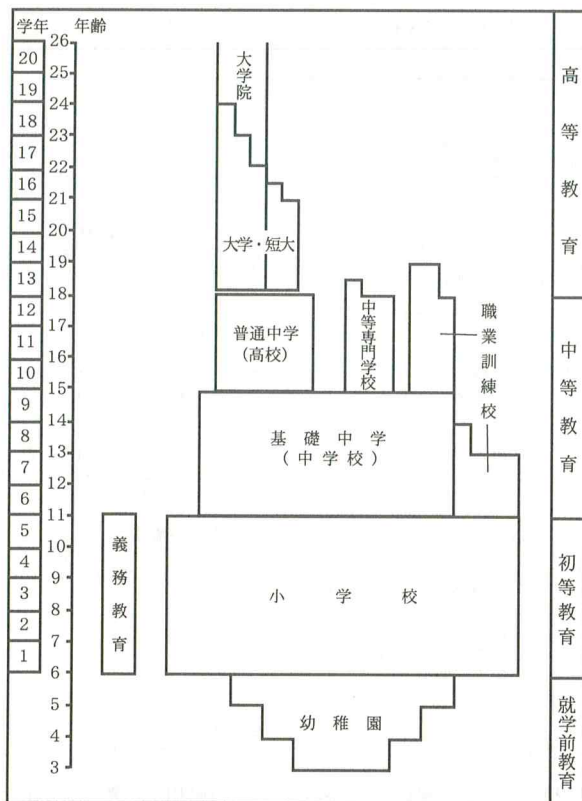 学年 年齢
26
20
25
19
24
18
23
17
22
16
21
15
20
14
19
13
18
12
17
11
16
10
15
9
14
8
13
7
12
6
11
5
10
4
9
3
8
2
7
1
6
5
4
3
義務教育
大学院
大学・短大
普通中学
(高校)
中等専門学校
職業訓練校
基礎中学
(中学校)
小学校
幼稚園
高等教育
中等教育
初等教育
就学前教育